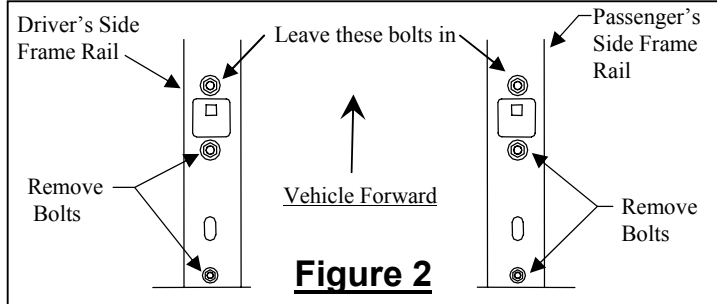 Driver's Side
Frame Rail
Leave these bolts in
Passenger's
Side Frame
Rail
Remove
Bolts
Vehicle Forward
Remove
Bolts
Figure 2